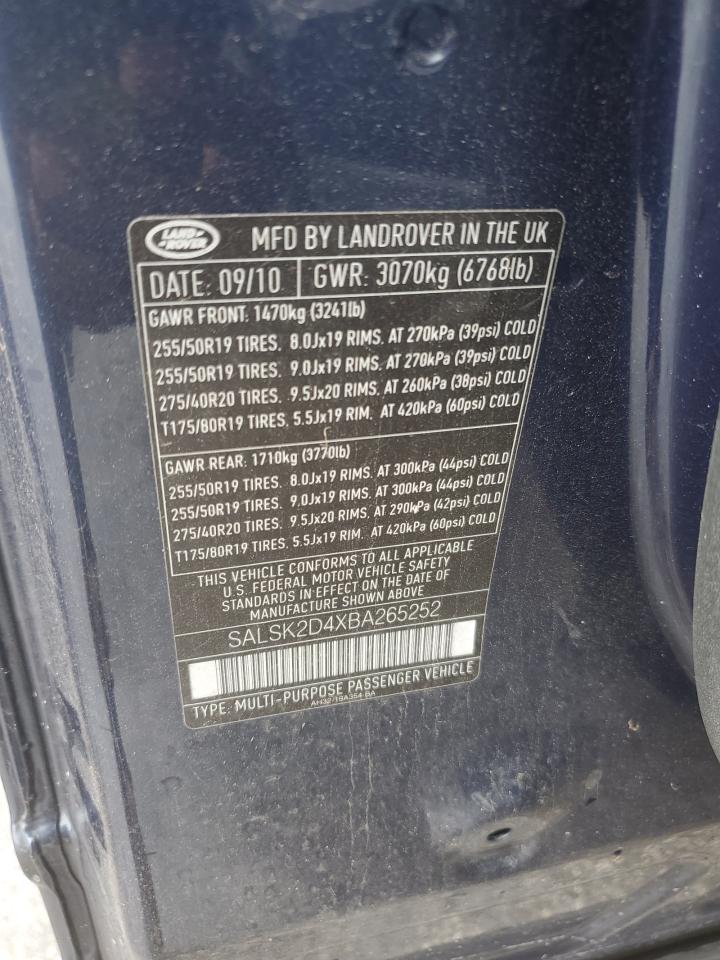 LAND ROVER MFD BY LANDROVER IN THE UK
DATE: 09/10 GWR: 3070kg (6768lb)
GAWR FRONT: 1470kg (3241lb)
255/50R19 TIRES. 8.0Jx19 RIMS. AT 270kPa (39psi) COLD
255/50R19 TIRES. 9.0Jx19 RIMS. AT 270kPa (39psi) COLD
275/40R20 TIRES. 9.5Jx20 RIMS. AT 260kPa (38psi) COLD
T175/80R19 TIRES. 5.5Jx19 RIM. AT 420kPa (60psi) COLD
GAWR REAR: 1710kg (3770lb)
255/50R19 TIRES. 8.0Jx19 RIMS. AT 300kPa (44psi) COLD
255/50R19 TIRES. 9.0Jx19 RIMS. AT 300kPa (44psi) COLD
275/40R20 TIRES. 9.5Jx20 RIMS. AT 290kPa (42psi) COLD
T175/80R19 TIRES. 5.5Jx19 RIM. AT 420kPa (60psi) COLD
THIS VEHICLE CONFORMS TO ALL APPLICABLE
U.S. FEDERAL MOTOR VEHICLE SAFETY
STANDARDS IN EFFECT ON THE DATE OF
MANUFACTURE SHOWN ABOVE
SALSK2D4XBA265252
TYPE: MULTI-PURPOSE PASSENGER VEHICLE
AH32/19A354-BA